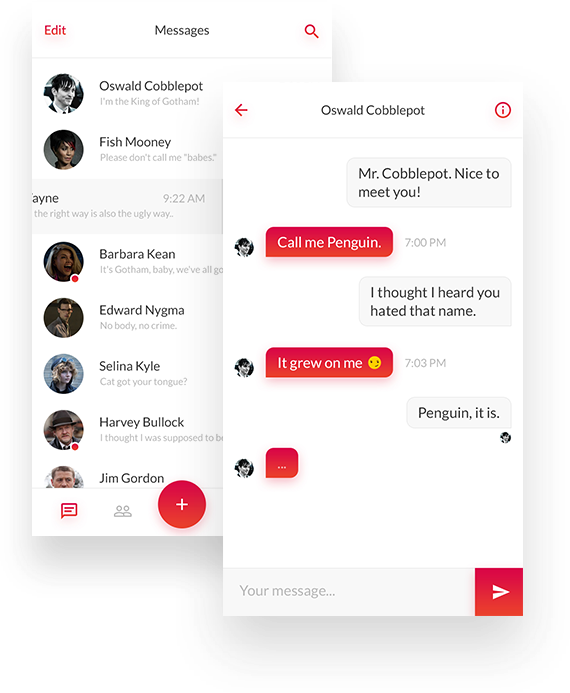 Edit
Messages
Oswald Cobblepot
I'm the King of Gotham!
Fish Mooney
Please don't call me "babes."
ayne
9:22 AM
the right way is also the ugly way..
Barbara Kean
It's Gotham, baby, we've all go
Edward Nygma
No body, no crime.
Selina Kyle
Cat got your tongue?
Harvey Bullock
I thought I was supposed to be
Jim Gordon
Oswald Cobblepot
Mr. Cobblepot. Nice to
meet you!
Call me Penguin.
7:00 PM
I thought I heard you
hated that name.
It grew on me 😏
7:03 PM
Penguin, it is.
...
Your message...